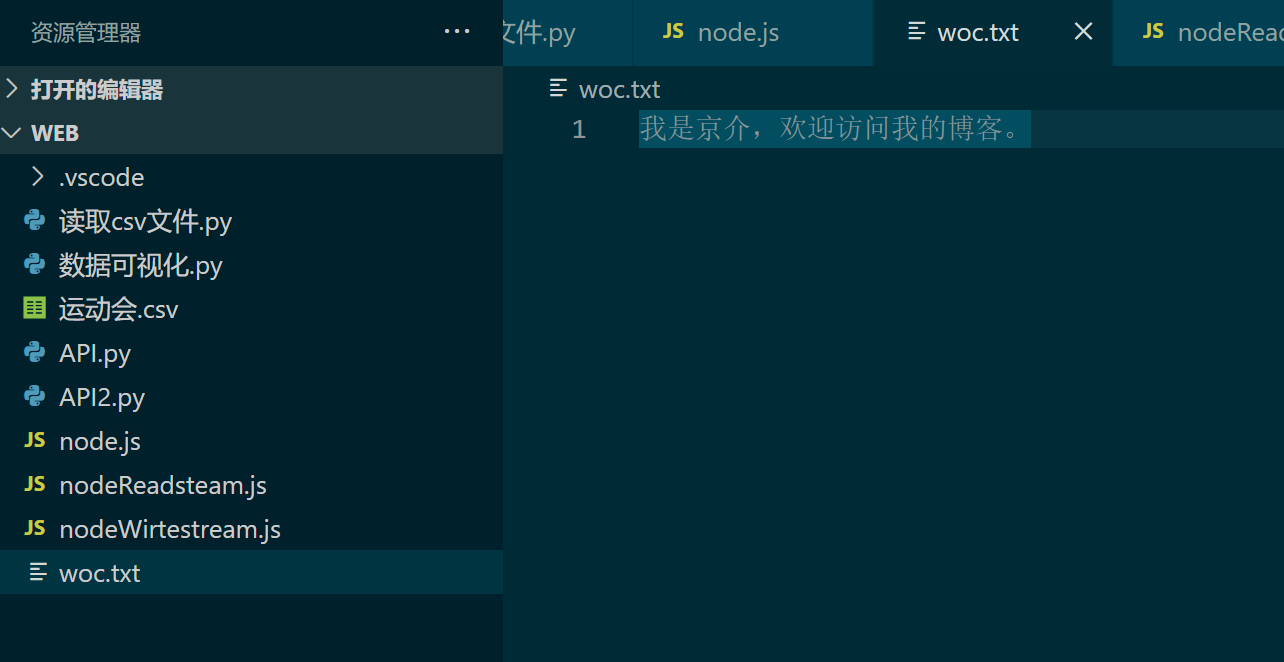 资源管理器 ···
打开的编辑器
WEB
.vscode
读取csv文件.py
数据可视化.py
运动会.csv
API.py
API2.py
JS node.js
JS nodeReadsteam.js
JS nodeWirtestream.js
woc.txt
文件.py JS node.js woc.txt JS nodeRead
woc.txt
1 我是京介，欢迎访问我的博客。